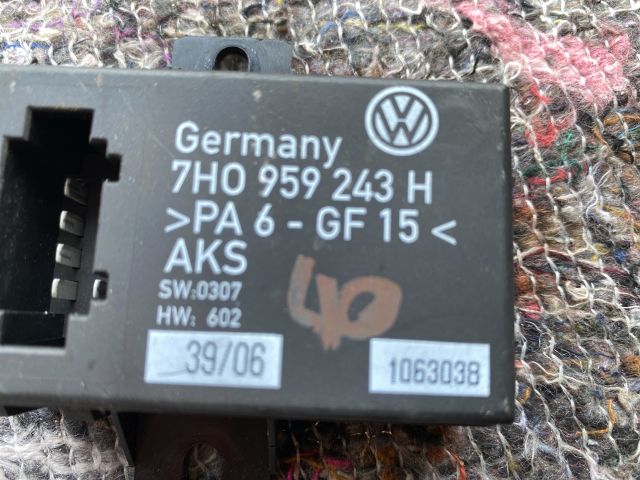 Germany
7H0 959 243 H
>PA 6 - GF 15<
AKS
SW:0307
HW: 602
40
39/06
1063038